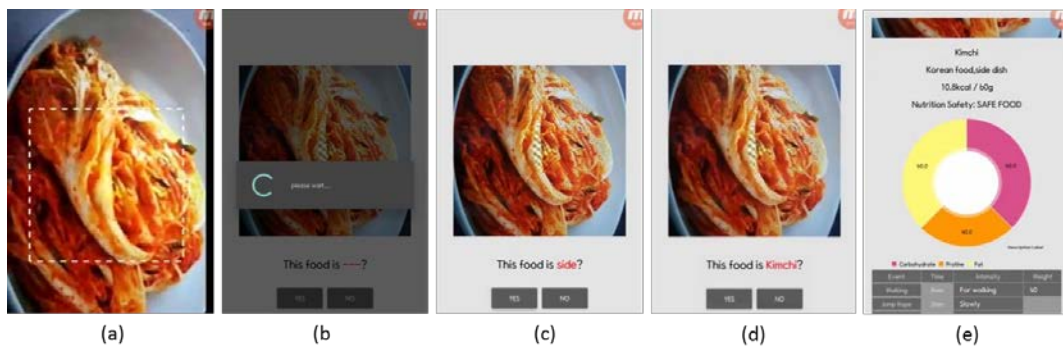 please wait...
This food is ---?
YES NO
This food is side?
YES NO
This food is Kimchi?
YES NO
Kimchi
Korean food,side dish
10.8kcal / 60g
Nutrition Safety: SAFE FOOD
Carbohydrate Protine Fat
Event Time Intensity Weight
Walking For walking 60
Jump Rope Slowly
(a) (b) (c) (d) (e)